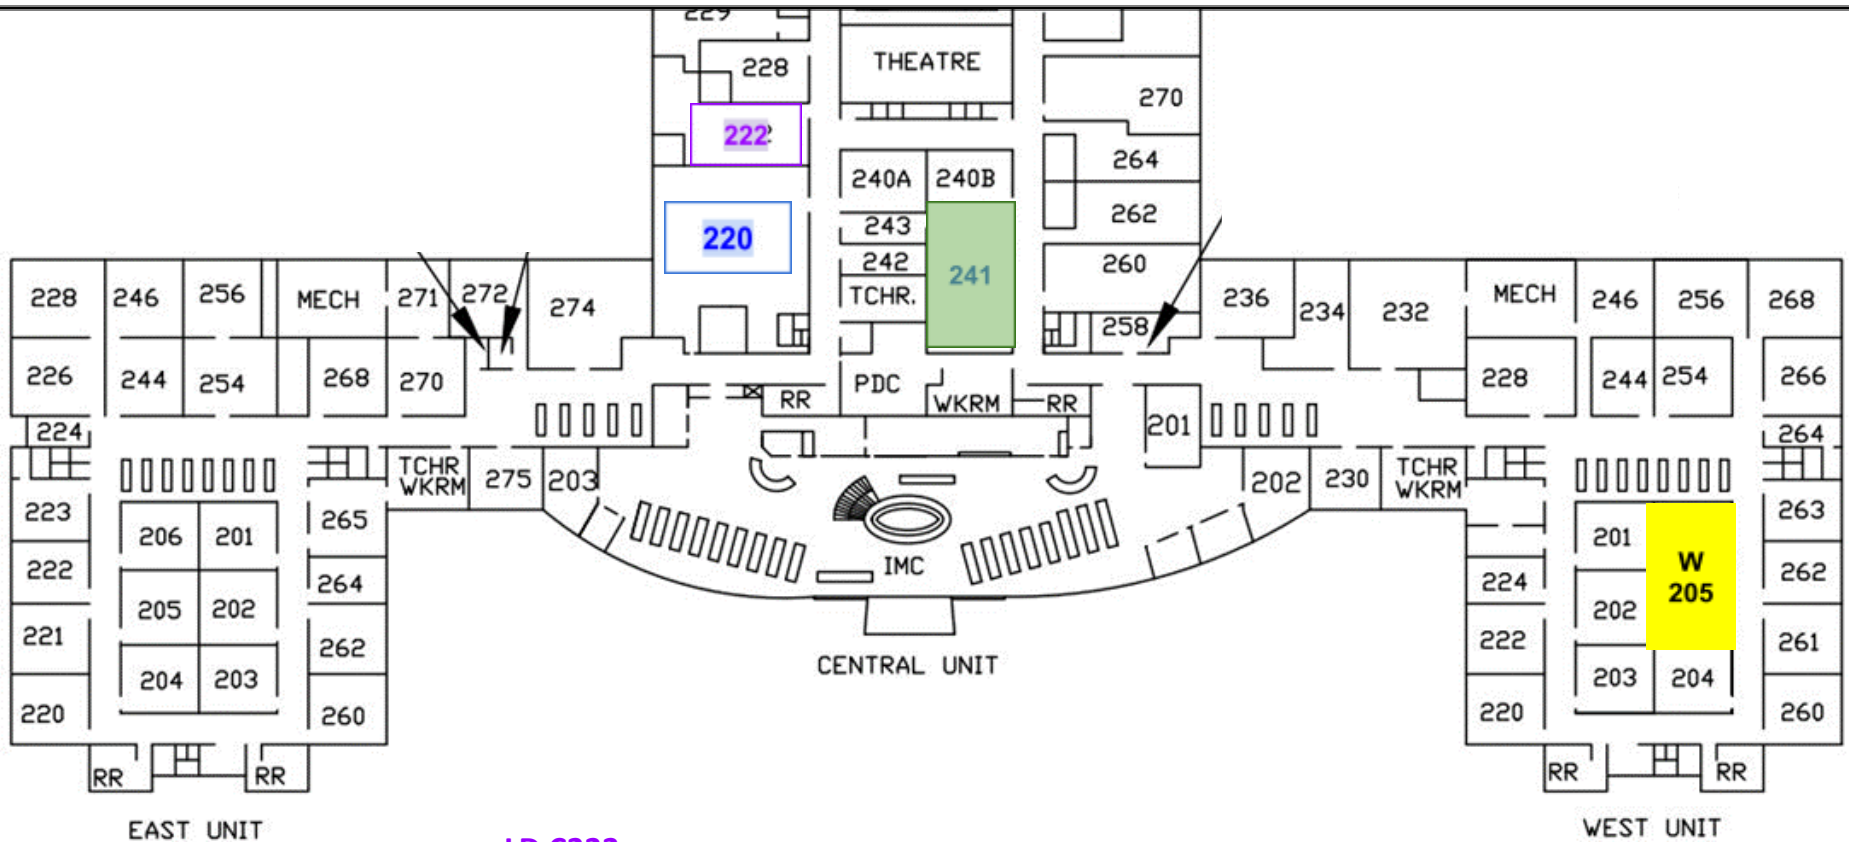 229
THEATRE
228
270
222
264
240A
240B
243
262
220
242
241
260
TCHR.
258
228
246
256
MECH
271
272
274
236
234
232
MECH
246
256
268
226
244
254
268
270
PDC
RR
WKRM
RR
201
228
244
254
266
224
264
TCHR
WKRM
275
203
202
230
TCHR
WKRM
223
206
201
265
201
W
205
263
222
205
202
264
IMC
224
202
262
221
262
222
261
204
203
203
204
220
260
220
260
CENTRAL UNIT
RR
RR
RR
RR
EAST UNIT
WEST UNIT